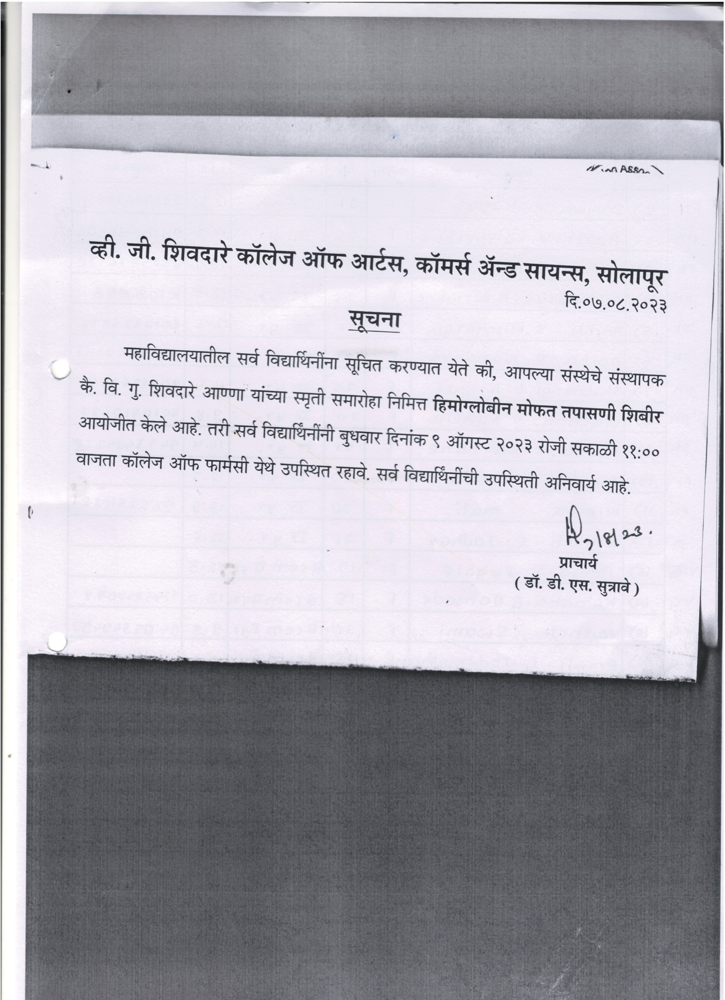 व्ही. जी. शिवदारे कॉलेज ऑफ आर्टस, कॉमर्स ॲन्ड सायन्स, सोलापूर
दि.०७.०८.२०२३
सूचना
महाविद्यालयातील सर्व विद्यार्थिनींना सूचित करण्यात येते की, आपल्या संस्थेचे संस्थापक
कै. वि. गु. शिवदारे आण्णा यांच्या स्मृती समारोहा निमित्त हिमोग्लोबीन मोफत तपासणी शिबीर
आयोजीत केले आहे. तरी सर्व विद्यार्थिंनींनी बुधवार दिनांक ९ ऑगस्ट २०२३ रोजी सकाळी ११:००
वाजता कॉलेज ऑफ फार्मसी येथे उपस्थित रहावे. सर्व विद्यार्थिंनींची उपस्थिती अनिवार्य आहे.
7/8/23.
प्राचार्य
( डॉ. डी. एस. सुत्रावे )